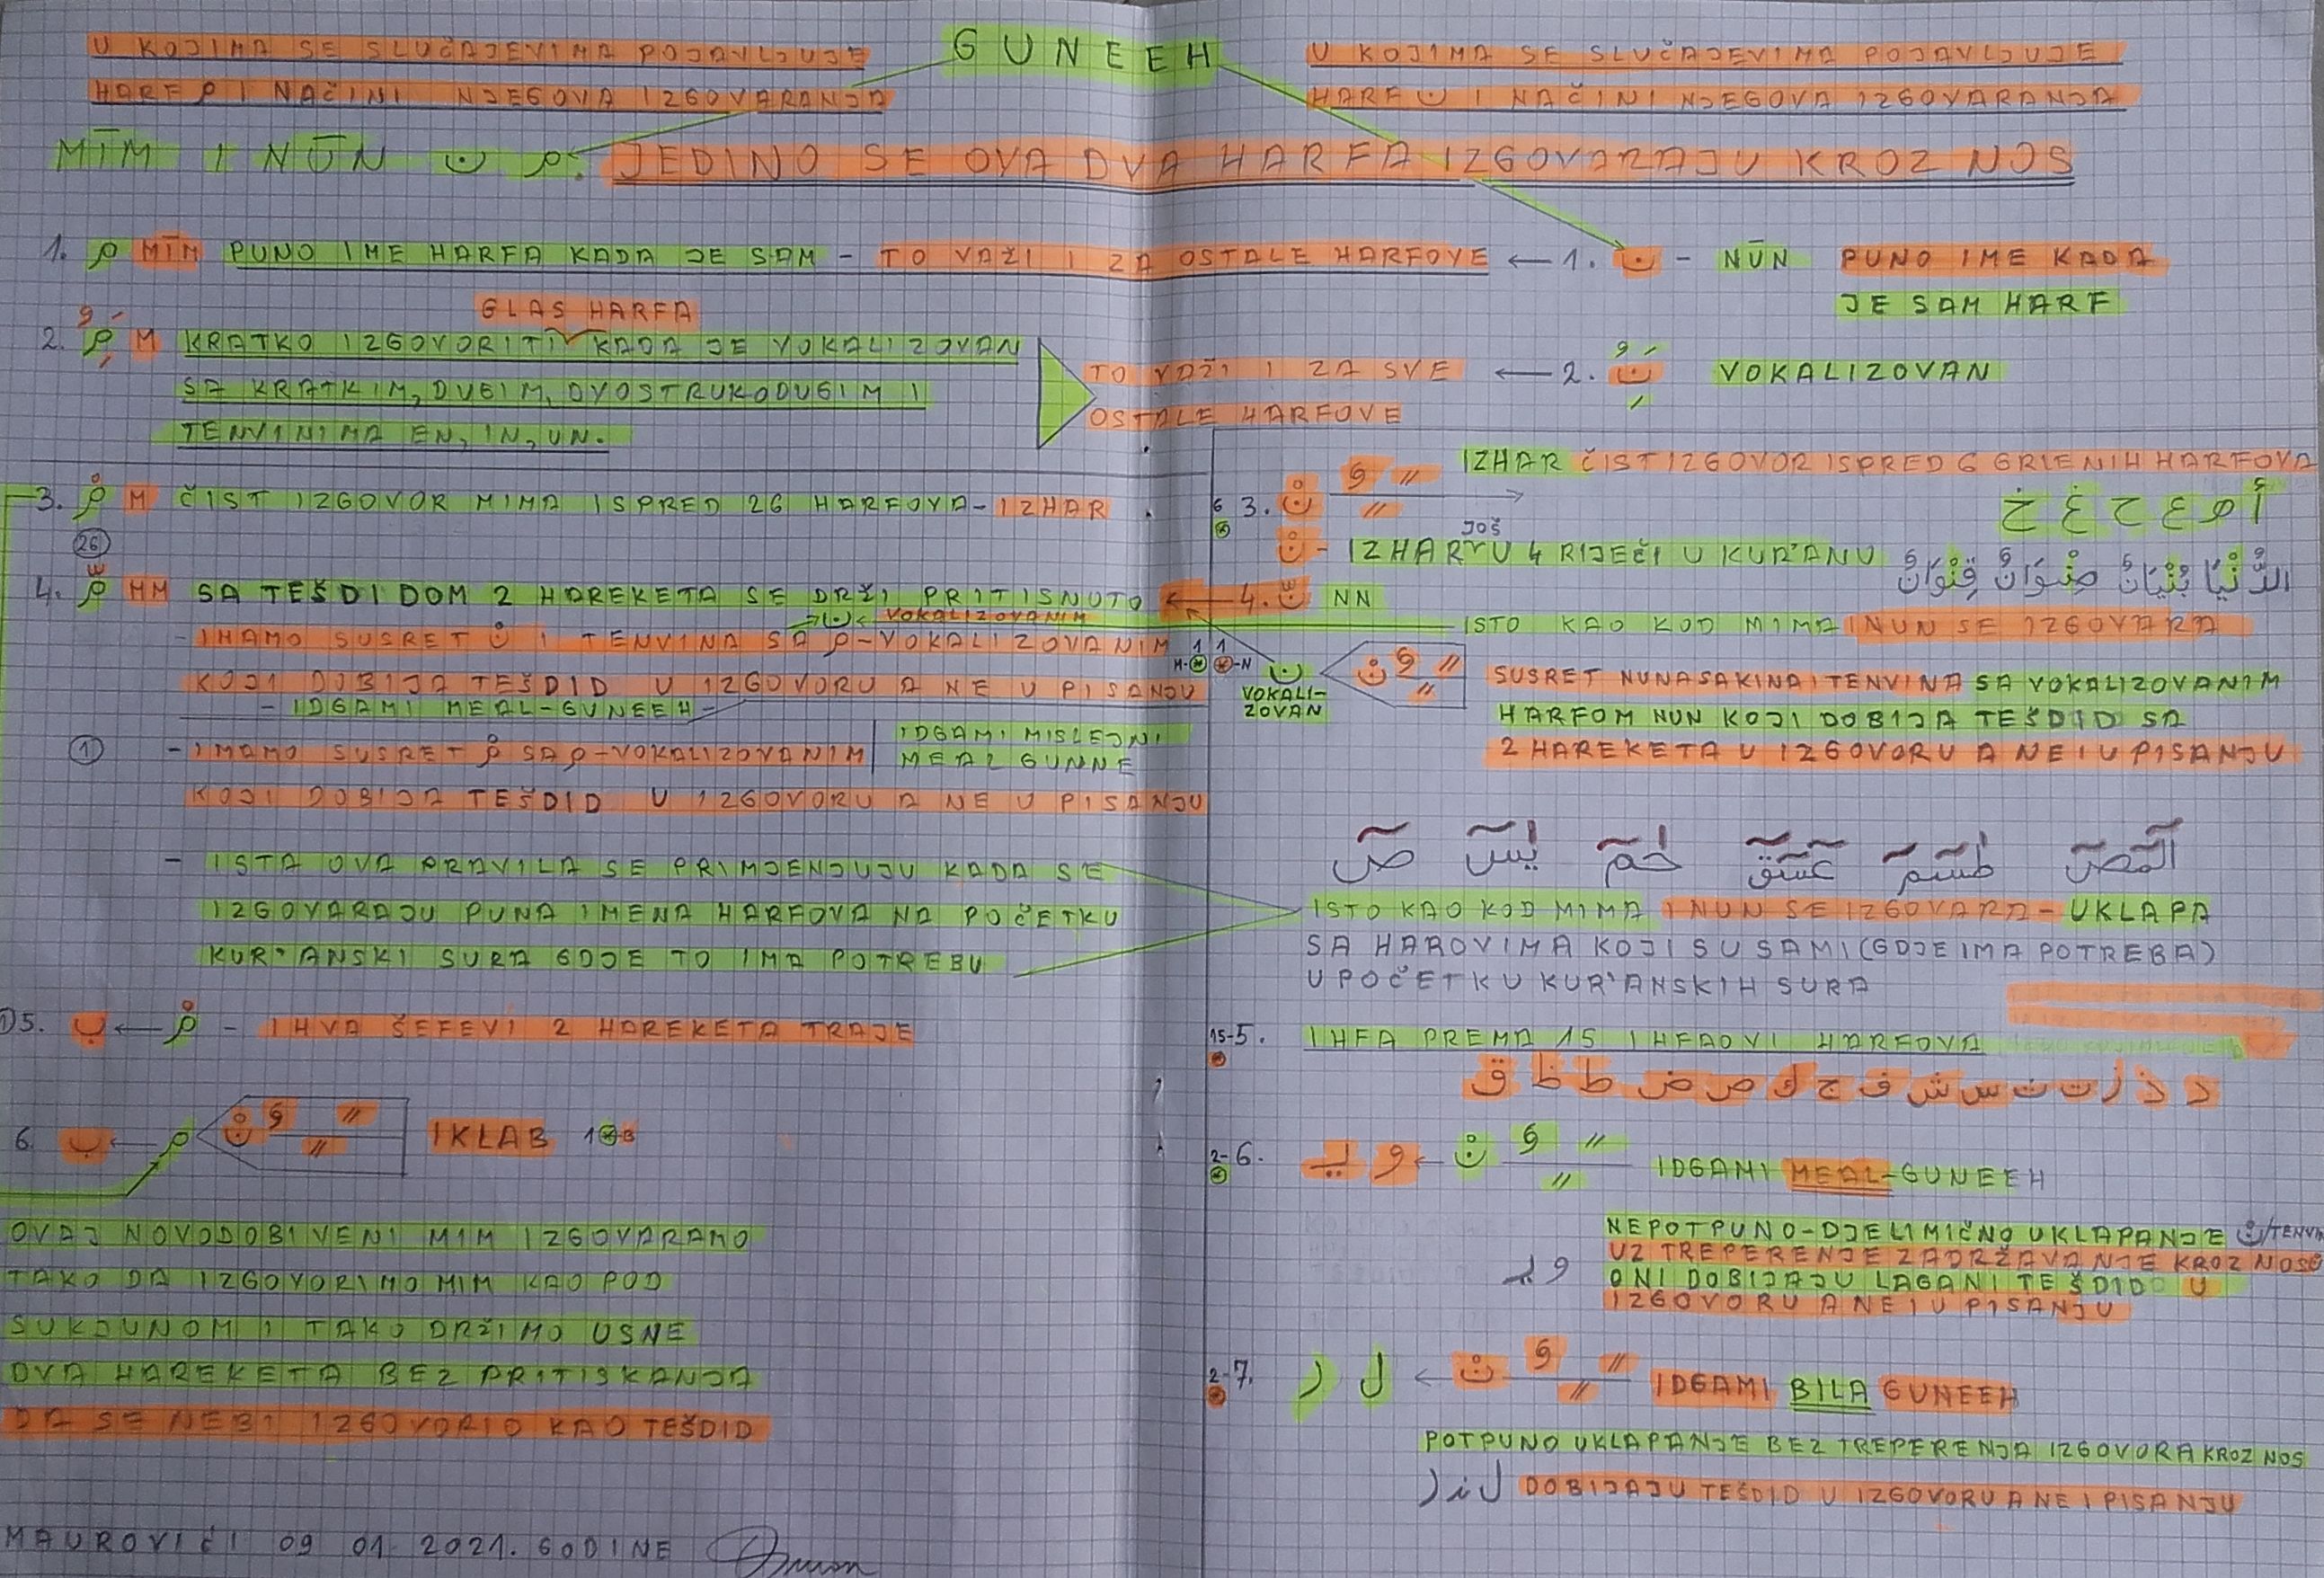 GUNEEH
U KOJIMA SE SLUČAJEVIMA POJAVLJUJE
HARF م I NAČINI NJEGOVA IZGOVARANJA
U KOJIMA SE SLUČAJEVIMA POJAVLJUJE
HARF ن I NAČINI NJEGOVA IZGOVARANJA
MĪM I NŪN ن م. JEDINO SE OVA DVA HARFA IZGOVARAJU KROZ NOS
1. م MĪM PUNO IME HARFA KADA JE SAM - TO VAŽI I ZA OSTALE HARFOVE ← 1. ن - NŪN PUNO IME KADA
JE SAM HARF
GLAS HARFA
2. م M KRATKO IZGOVORITI KADA JE VOKALIZOVAN
SA KRATKIM, DUGIM, DVOSTRUKODUGIM I
TENVINIMA EN, IN, UN.
TO VAŽI I ZA SVE ← 2. ن VOKALIZOVAN
OSTALE HARFOVE
3. مْ M ČIST IZGOVOR MIMA ISPRED 26 HARFOVA - IZHAR
26
4. مّ MM SA TEŠDIDOM 2 HAREKETA SE DRŽI PRITISNUTO
ن < VOKALIZOVANIM
- IMAMO SUSRET نْ I TENVINA SA م - VOKALIZOVANIM
KOJI DOBIJA TEŠDID U IZGOVORU A NE U PISANJU
- IDGAMI MEAL-GUNEEH -
1 - IMAMO SUSRET مْ SA م - VOKALIZOVANIM
IDGAMI MISLEJNI
MEAL GUNNE
KOJI DOBIJA TEŠDID U IZGOVORU A NE U PISANJU
- ISTA OVA PRAVILA SE PRIMJENJUJU KADA SE
IZGOVARAJU PUNA IMENA HARFOVA NA POČETKU
KUR'ANSKI SURA GDJE TO IMA POTREBU
5. ب ← مْ - IHVA ŠEFEVI 2 HAREKETA TRAJE
6. ب ← م نْ IKLAB
OVAJ NOVODOBIVENI MIM IZGOVARAMO
TAKO DA IZGOVORIMO MIM KAO POD
SUKJUNOM I TAKO DRŽIMO USNE
DVA HAREKETA BEZ PRITISKANJA
DA SE NEBI IZGOVORIO KAO TEŠDID
MAUROVIĆI 09 01. 2021. GODINE
IZHAR ČIST IZGOVOR ISPRED 6 GRLENIH HARFOVA
6 3. نْ
أ ه ع ح غ خ
JOŠ
نْ - IZHAR U 4 RIJEČI U KUR'ANU الدُّنْيَا بُنْيَانٌ صِنْوَانٌ قِنْوَانٌ
4. نّ NN
ISTO KAO KOD MIMA I NUN SE IZGOVARA
1 1
M- -N
ن نْ
VOKALI-
ZOVAN
SUSRET NUNA SAKINA I TENVINA SA VOKALIZOVANIM
HARFOM NUN KOJI DOBIJA TEŠDID SA
2 HAREKETA U IZGOVORU A NE I U PISANJU
الٓمٓصٓ طٰسٓمٓ عٓسٓقٓ حٰمٓ يٰسٓ صٓ
ISTO KAO KOD MIMA I NUN SE IZGOVARA - UKLAPA
SA HAROVIMA KOJI SU SAMI (GDJE IMA POTREBA)
U POČETKU KUR'ANSKIH SURA
15-5. IHFA PREMA 15 IHFAOVI HARFOVA
د ذ ز ت ث س ش ف ج ك ص ض ط ظ ق
2-6. يـ و ← نْ IDGAMI MEAL-GUNEEH
NEPOTPUNO-DJELIMIČNO UKLAPANJE نْ/TENVIN
UZ TREPERENJE ZADRŽAVANJE KROZ NOS
و يـ ONI DOBIJAJU LAGANI TEŠDID U
IZGOVORU A NE I U PISANJU
2-7. ر ل ← نْ IDGAMI BILA GUNEEH
POTPUNO UKLAPANJE BEZ TREPERENJA IZGOVORA KROZ NOS
ل i ر DOBIJAJU TEŠDID U IZGOVORU A NE I PISANJU